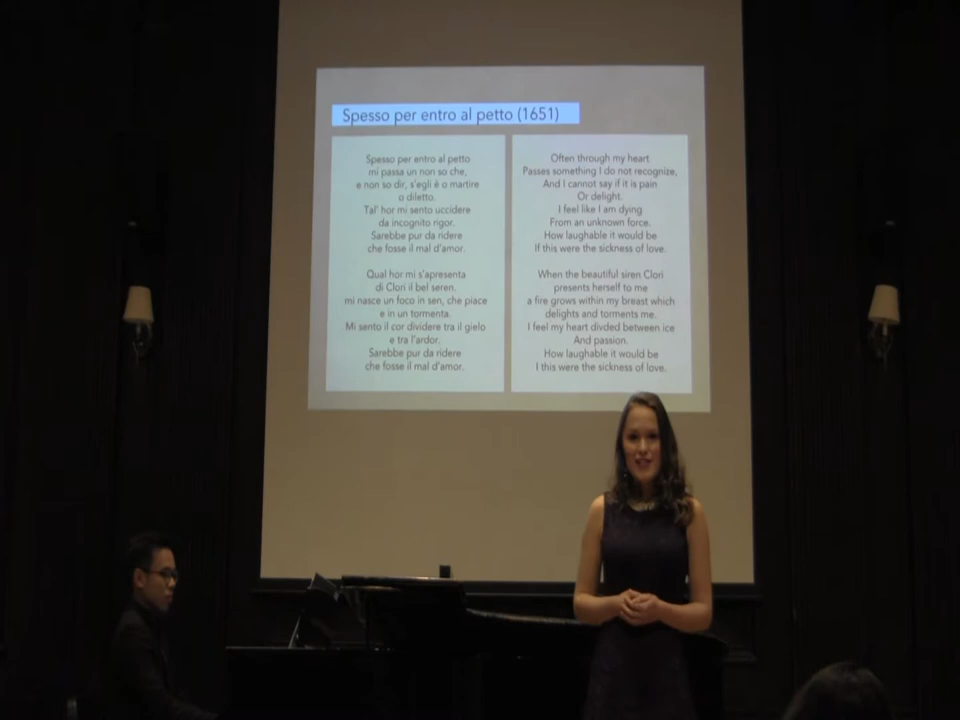 Spesso per entro al petto (1651)
Spesso per entro al petto
mi passa un non so che,
e non so dir, s'egli è o martire
o diletto.
Tal' hor mi sento uccidere
da incognito rigor.
Sarebbe pur da ridere
che fosse il mal d'amor.
Qual hor mi s'apresenta
di Clori il bel seren,
mi nasce un foco in sen, che piace
e in un tormenta.
Mi sento il cor dividere tra il gielo
e tra l'ardor.
Sarebbe pur da ridere
che fosse il mal d'amor.
Often through my heart
Passes something I do not recognize,
And I cannot say if it is pain
Or delight.
I feel like I am dying
From an unknown force.
How laughable it would be
If this were the sickness of love.
When the beautiful siren Clori
presents herself to me
a fire grows within my breast which
delights and torments me.
I feel my heart divded between ice
And passion.
How laughable it would be
I this were the sickness of love.